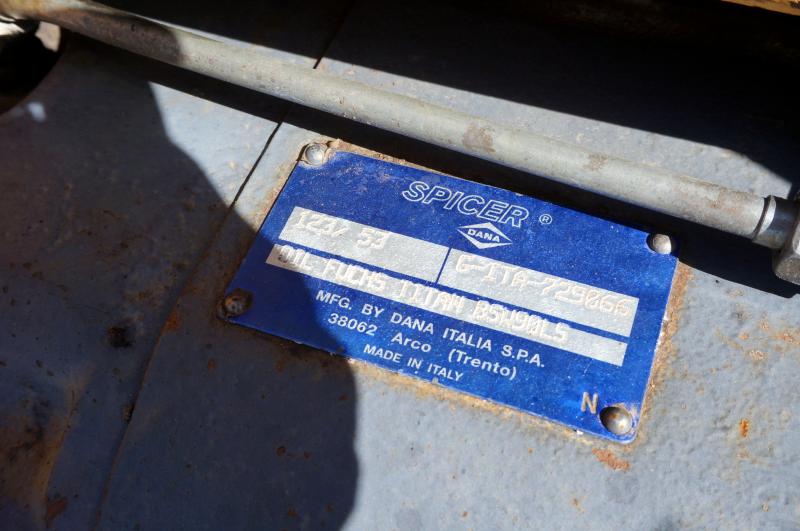 SPICER ®
DANA
123/ 53
G-ITA-729066
OIL-FUCHS TITAN 85W90LS
MFG. BY DANA ITALIA S.P.A.
38062 Arco (Trento)
MADE IN ITALY
N